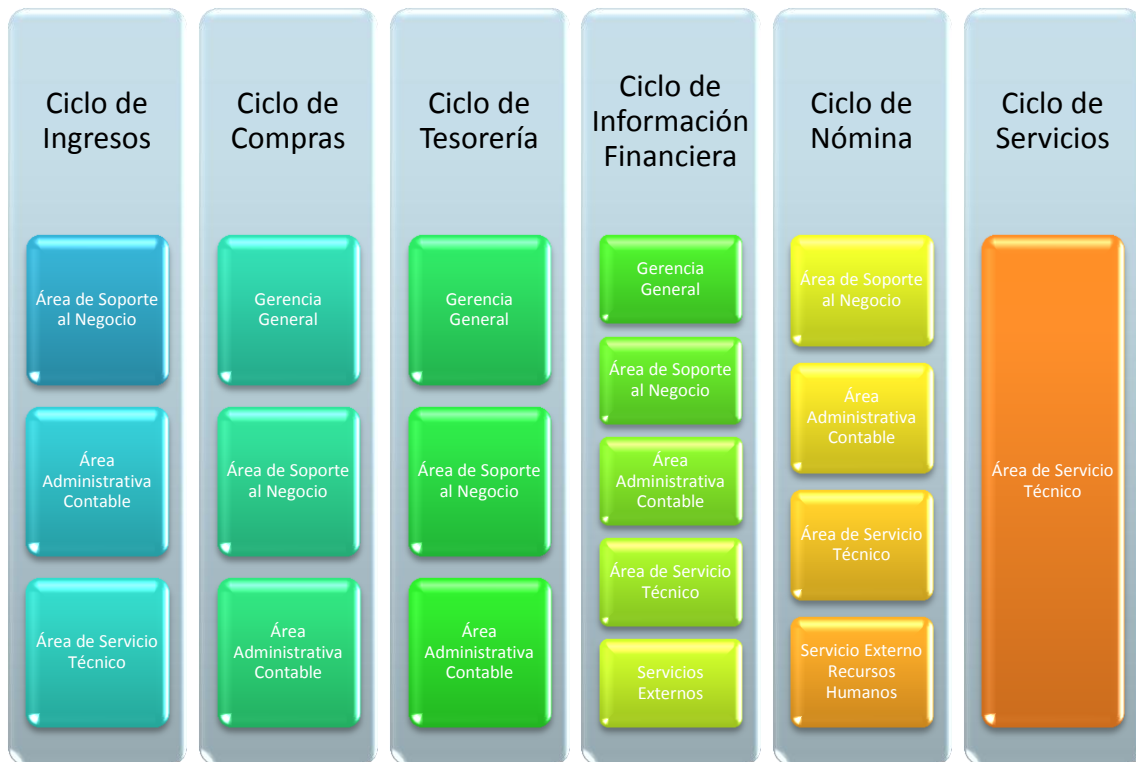 Ciclo de
Ingresos
Área de Soporte
al Negocio
Área
Administrativa
Contable
Área de Servicio
Técnico
Ciclo de
Compras
Gerencia
General
Área de Soporte
al Negocio
Área
Administrativa
Contable
Ciclo de
Tesorería
Gerencia
General
Área de Soporte
al Negocio
Área
Administrativa
Contable
Ciclo de
Información
Financiera
Gerencia
General
Área de Soporte
al Negocio
Área
Administrativa
Contable
Área de Servicio
Técnico
Servicios
Externos
Ciclo de
Nómina
Área de Soporte
al Negocio
Área
Administrativa
Contable
Área de Servicio
Técnico
Servicio Externo
Recursos
Humanos
Ciclo de
Servicios
Área de Servicio
Técnico